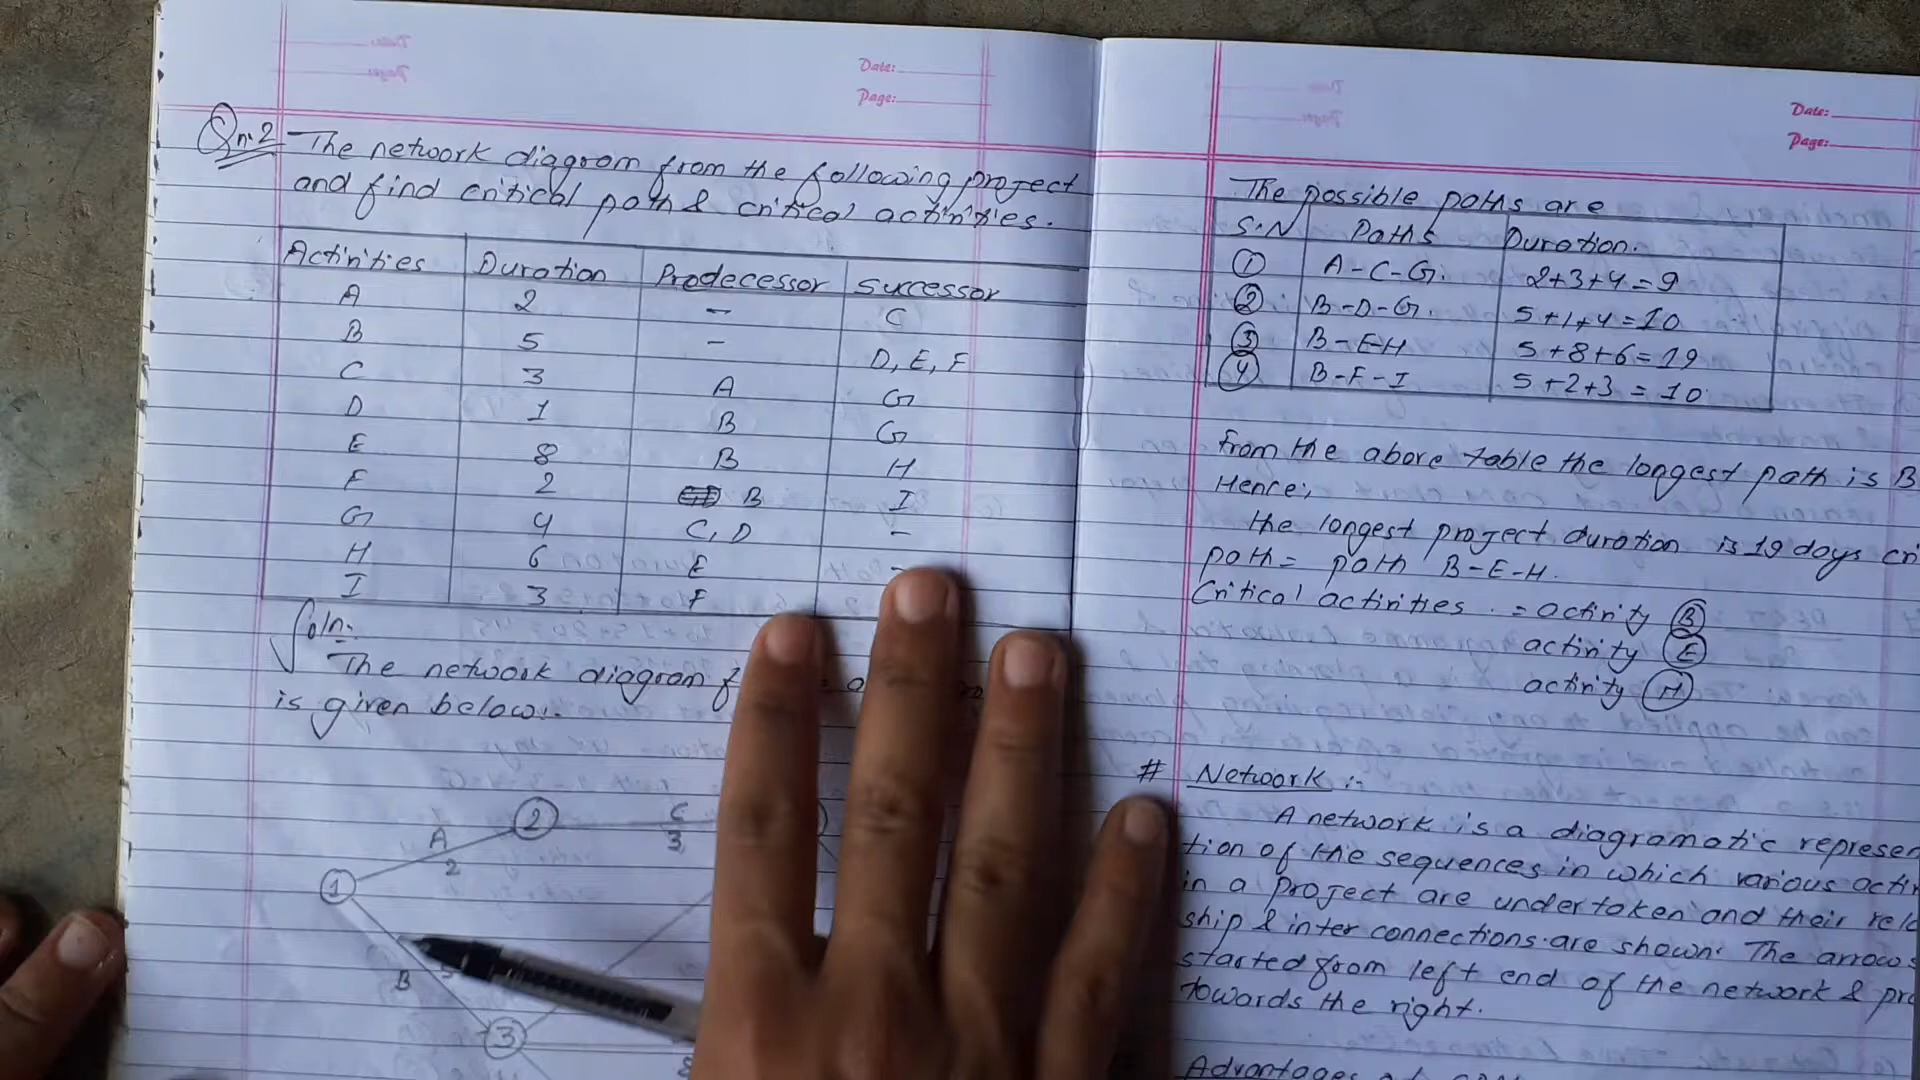 Date:
Page:
Qn.2 The network diagram from the following project
and find critical path & critical activities.
Activities Duration Prodecessor Successor
A 2 - C
B 5 - D, E, F
C 3 A G
D 1 B G
E 8 B H
F 2 B I
G 4 C, D -
H 6 E -
I 3 F
Soln.
The network diagram
is given below:-
A
2
2
C
3
1
B
5
3
8
Date:
Page:
The possible paths are
S.N Paths Duration.
① A-C-G. 2+3+4=9
② B-D-G. 5+1+4=10
③ B-E-H 5+8+6=19
④ B-F-I 5+2+3=10
From the above table the longest path is B
Hence,
the longest project duration is 19 days
path= path B-E-H.
Critical activities = activity Ⓑ
activity Ⓔ
activity Ⓗ
# Network :-
A network is a diagramatic represen
tion of the sequences in which various acti
in a project are undertaken and their rela
ship & inter connections are shown. The arrows
started from left end of the network & pro
towards the right.
Advantages of